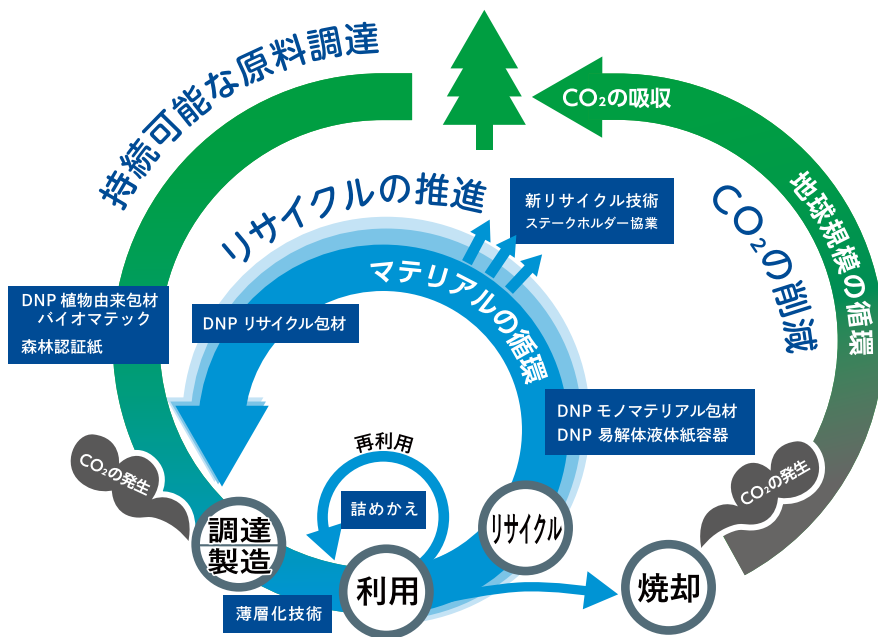 持続可能な原料調達
CO₂の吸収
地球規模の循環
CO₂の削減
リサイクルの推進
新リサイクル技術
ステークホルダー協業
マテリアルの循環
DNP 植物由来包材
バイオマテック
森林認証紙
DNP リサイクル包材
DNP モノマテリアル包材
DNP 易解体液体紙容器
再利用
詰めかえ
CO₂の発生
CO₂の発生
調達
製造
リサイクル
利用
焼却
薄層化技術